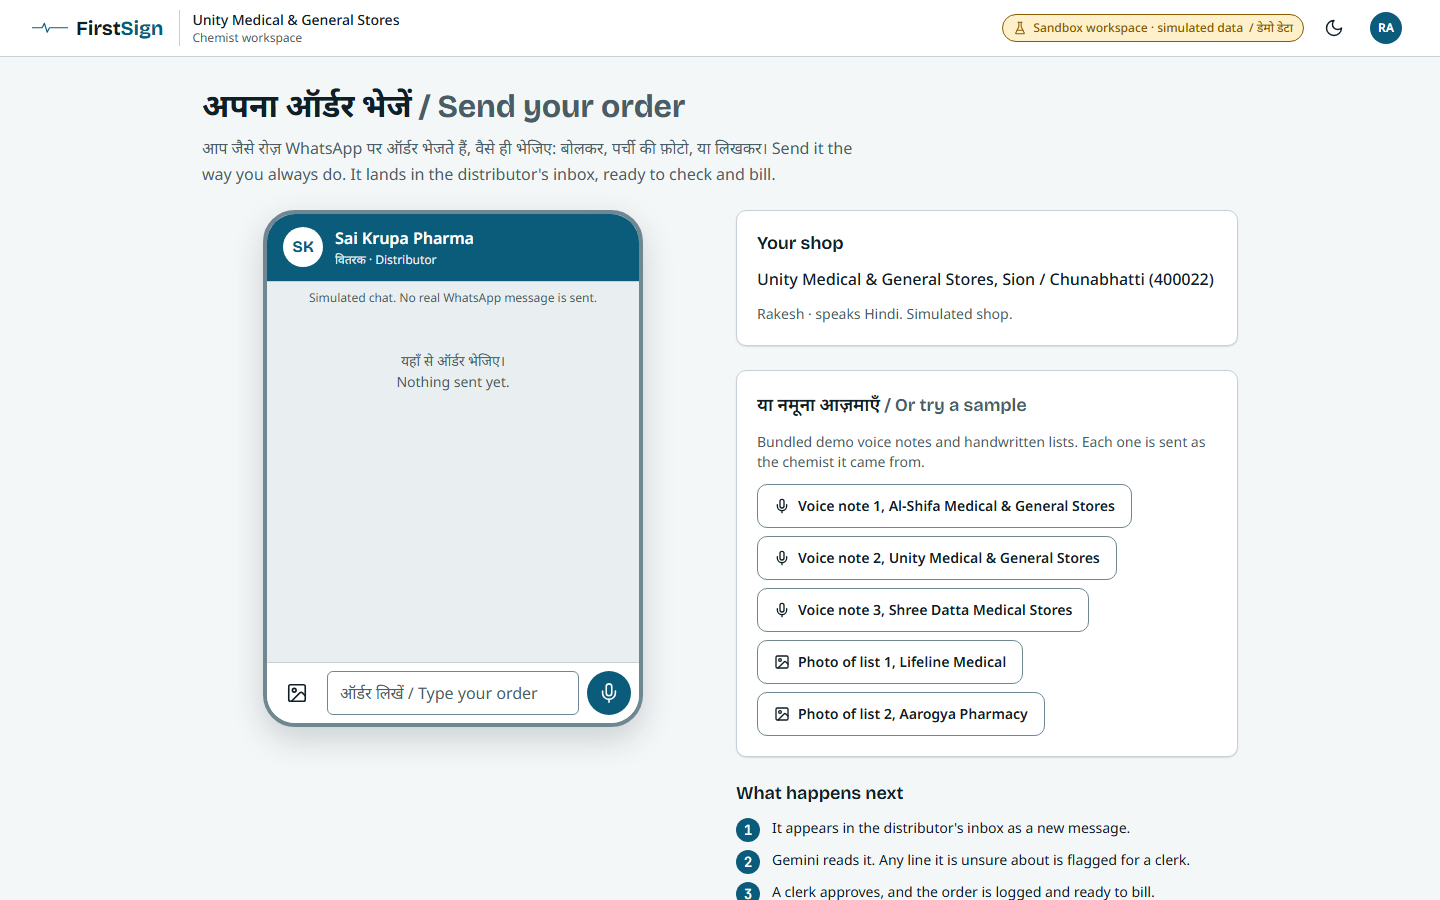 FirstSign
Unity Medical & General Stores
Chemist workspace
Sandbox workspace · simulated data / डेमो डेटा
RA
अपना ऑर्डर भेजें / Send your order
आप जैसे रोज़ WhatsApp पर ऑर्डर भेजते हैं, वैसे ही भेजिए: बोलकर, पर्ची की फ़ोटो, या लिखकर। Send it the
way you always do. It lands in the distributor's inbox, ready to check and bill.
SK
Sai Krupa Pharma
वितरक · Distributor
Simulated chat. No real WhatsApp message is sent.
यहाँ से ऑर्डर भेजिए।
Nothing sent yet.
ऑर्डर लिखें / Type your order
Your shop
Unity Medical & General Stores, Sion / Chunabhatti (400022)
Rakesh · speaks Hindi. Simulated shop.
या नमूना आज़माएँ / Or try a sample
Bundled demo voice notes and handwritten lists. Each one is sent as
the chemist it came from.
Voice note 1, Al-Shifa Medical & General Stores
Voice note 2, Unity Medical & General Stores
Voice note 3, Shree Datta Medical Stores
Photo of list 1, Lifeline Medical
Photo of list 2, Aarogya Pharmacy
What happens next
1 It appears in the distributor's inbox as a new message.
2 Gemini reads it. Any line it is unsure about is flagged for a clerk.
3 A clerk approves, and the order is logged and ready to bill.